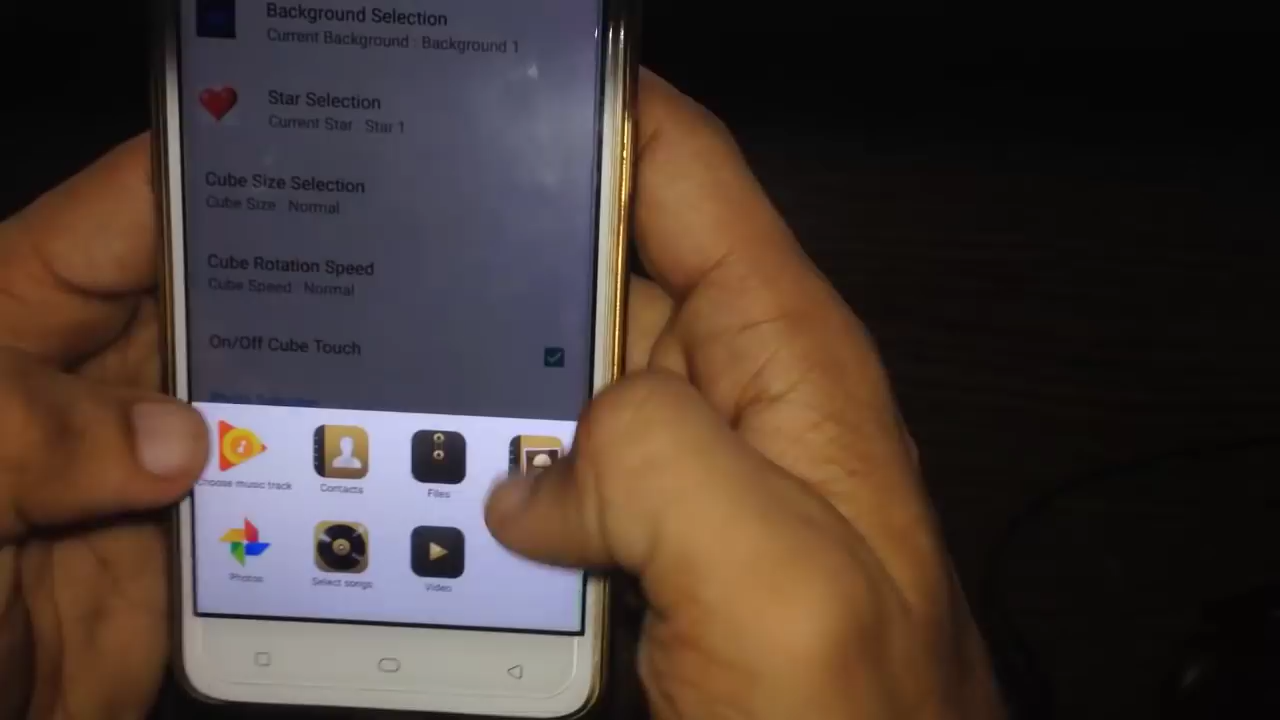 Background Selection
Current Background : Background 1
Star Selection
Current Star : Star 1
Cube Size Selection
Cube Size : Normal
Cube Rotation Speed
Cube Speed : Normal
On/Off Cube Touch
Choose music track
Contacts
Files
Photos
Select songs
Video